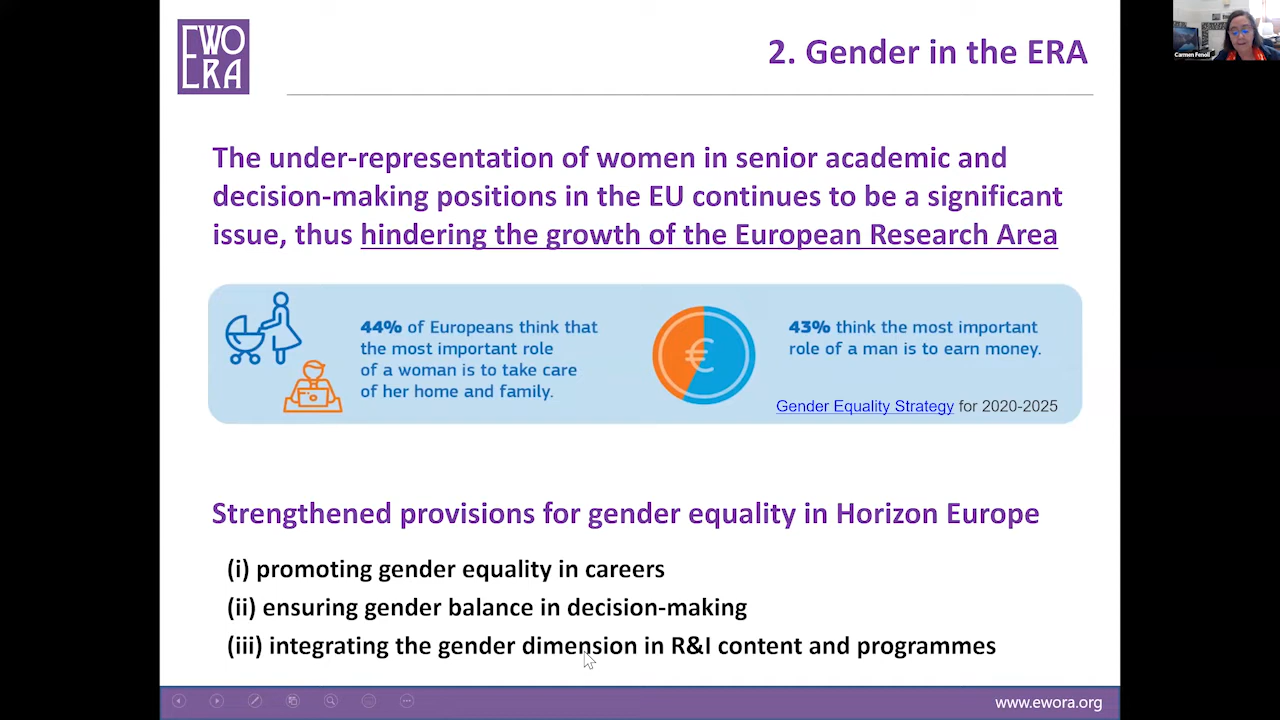 EWO
ERA
2. Gender in the ERA
Carmen Fenoll
The under-representation of women in senior academic and
decision-making positions in the EU continues to be a significant
issue, thus hindering the growth of the European Research Area
44% of Europeans think that
the most important role
of a woman is to take care
of her home and family.
€
43% think the most important
role of a man is to earn money.
Gender Equality Strategy for 2020-2025
Strengthened provisions for gender equality in Horizon Europe
(i) promoting gender equality in careers
(ii) ensuring gender balance in decision-making
(iii) integrating the gender dimension in R&I content and programmes
www.ewora.org